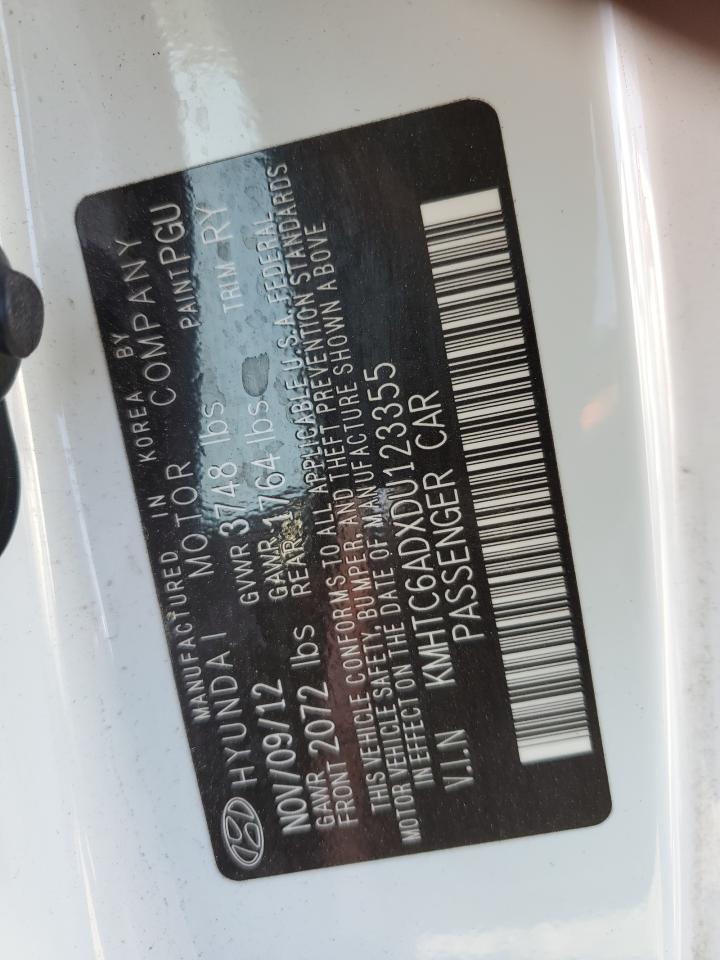 MANUFACTURED IN KOREA BY
HYUNDAI MOTOR COMPANY
NOV/09/12 GVWR 3748 lbs PAINT PGU
GAWR FRONT 2072 lbs GAWR REAR 1764 lbs TRIM RY
THIS VEHICLE CONFORMS TO ALL APPLICABLE U.S.A. FEDERAL
MOTOR VEHICLE SAFETY, BUMPER, AND THEFT PREVENTION STANDARDS
IN EFFECT ON THE DATE OF MANUFACTURE SHOWN ABOVE
V.I.N KMHTC6ADXDU123355
PASSENGER CAR